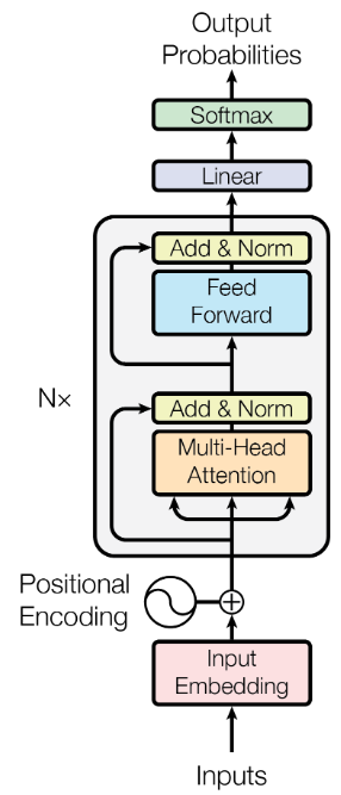 Output
Probabilities
Softmax
Linear
Add & Norm
Feed
Forward
N×
Add & Norm
Multi-Head
Attention
Positional
Encoding
Input
Embedding
Inputs